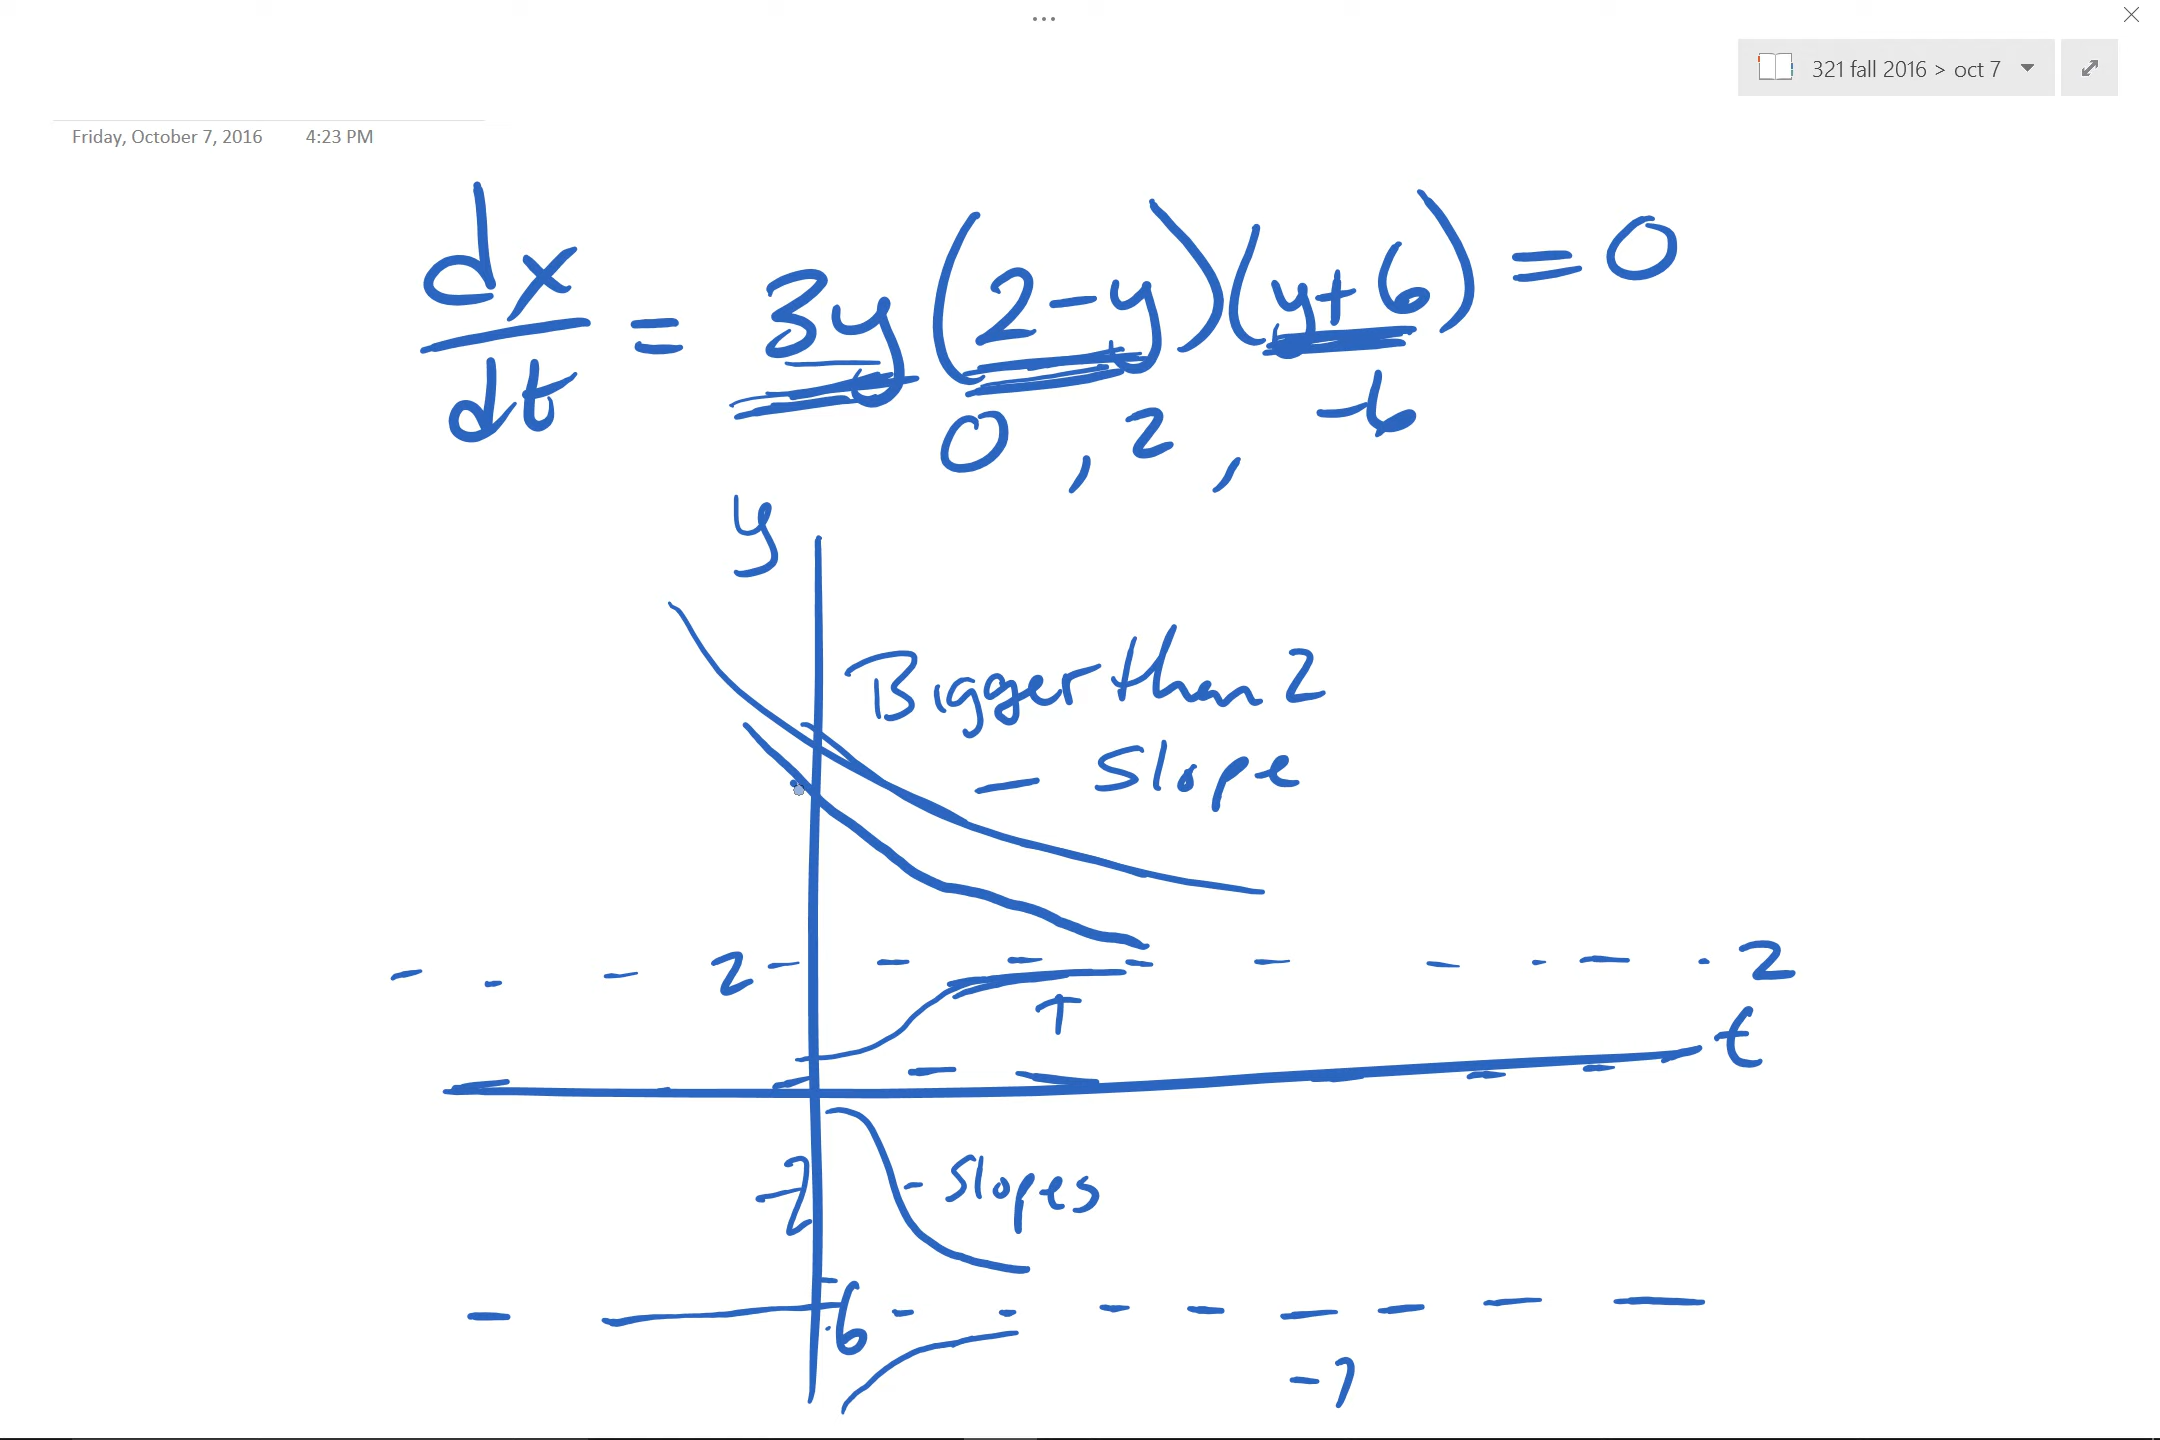 321 fall 2016 > oct 7
Friday, October 7, 2016 4:23 PM
dx/dt = 3y(2-y)(y+6) = 0
0, 2, -6
y
Bigger than 2
- Slope
2 2
t
- Slopes
-2
-6
-7